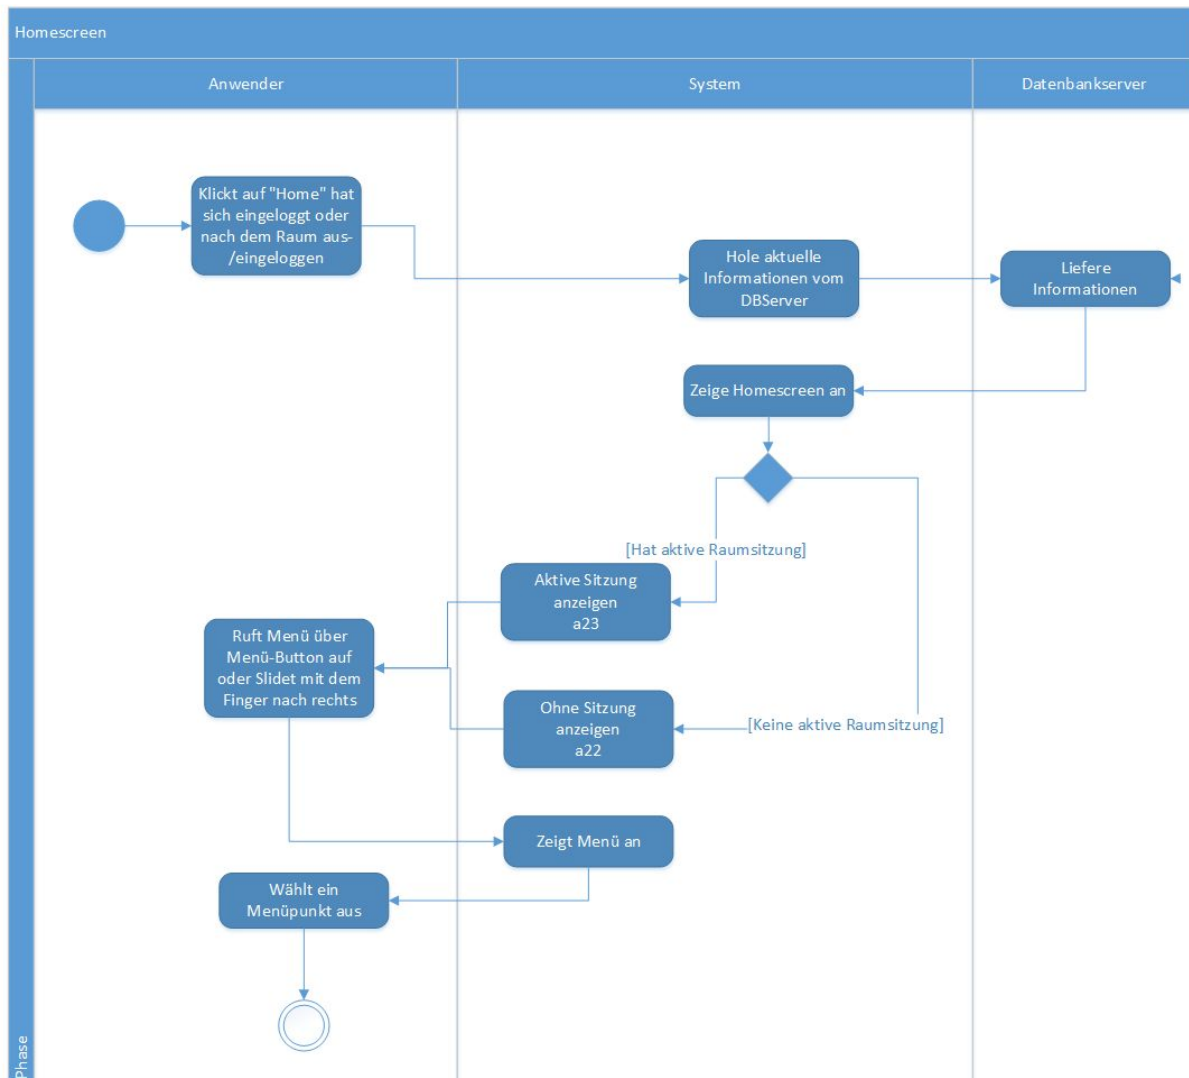 Homescreen
Anwender
System
Datenbankserver
Klickt auf "Home" hat
sich eingeloggt oder
nach dem Raum aus-
/eingeloggen
Hole aktuelle
Informationen vom
DBServer
Liefere
Informationen
Zeige Homescreen an
[Hat aktive Raumsitzung]
Aktive Sitzung
anzeigen
a23
Ruft Menü über
Menü-Button auf
oder Slidet mit dem
Finger nach rechts
Ohne Sitzung
anzeigen
a22
[Keine aktive Raumsitzung]
Zeigt Menü an
Wählt ein
Menüpunkt aus
Phase